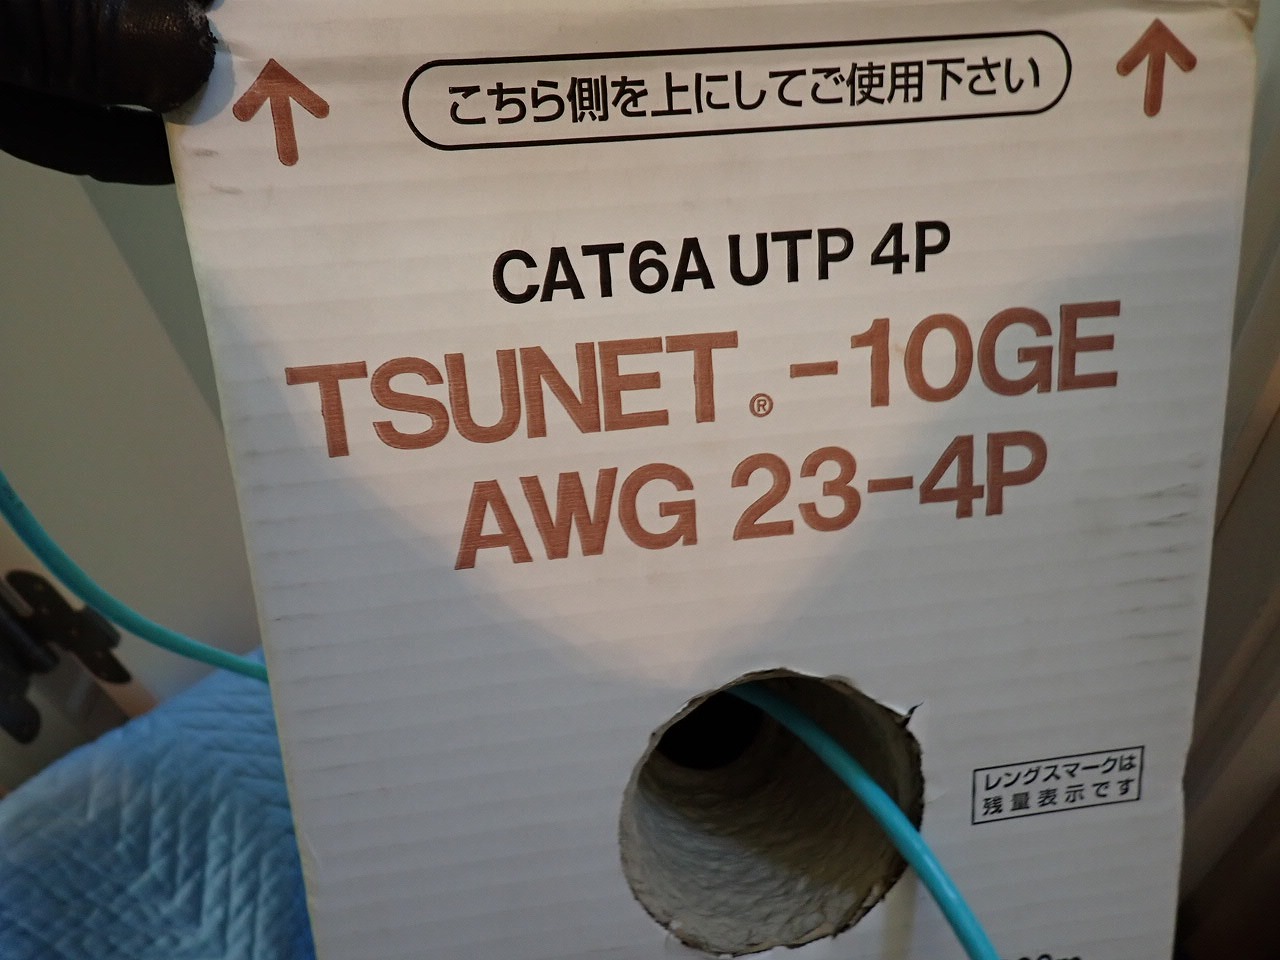 こちら側を上にしてご使用下さい
CAT6A UTP 4P
TSUNET®-10GE
AWG 23-4P
レングスマークは
残量表示です